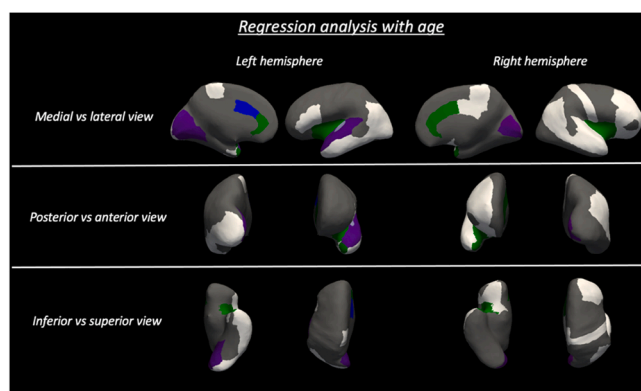 Regression analysis with age
Left hemisphere
Right hemisphere
Medial vs lateral view
Posterior vs anterior view
Inferior vs superior view